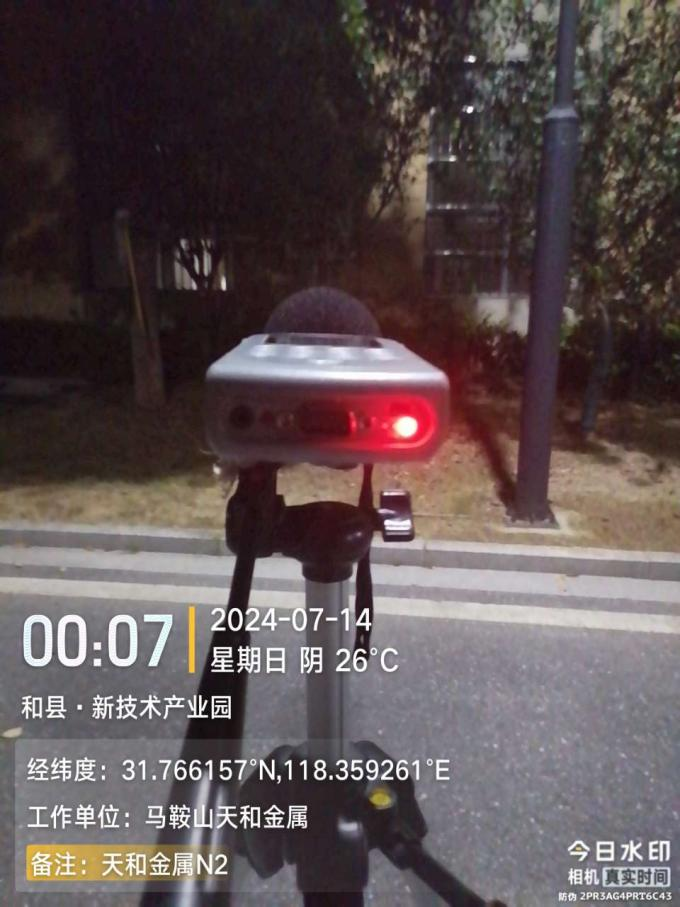 00:07
2024-07-14
星期日 阴 26°C
和县·新技术产业园
经纬度：31.766157°N,118.359261°E
工作单位：马鞍山天和金属
备注：天和金属N2
今日水印
相机 真实时间
防伪 2PR3AG4PRT6C43